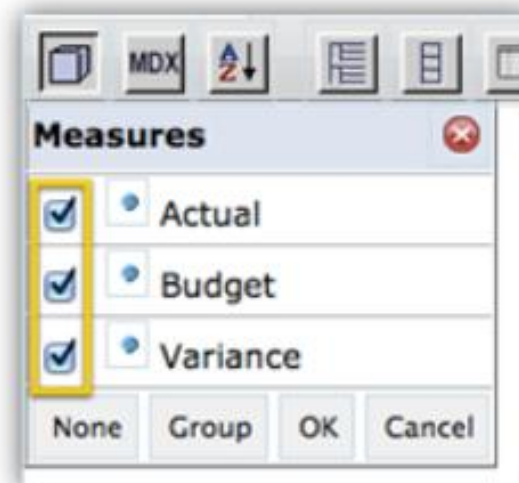 MDX A Z
Measures
Actual
Budget
Variance
None Group OK Cancel